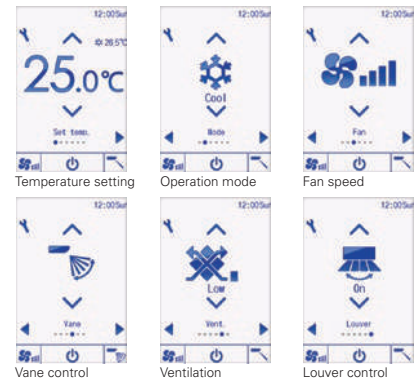 12:00Sun
26.5℃
25.0℃
Set temp.
Temperature setting
12:00Sun
Cool
Mode
Operation mode
12:00Sun
Fan
Fan speed
12:00Sun
Vane
Vane control
12:00Sun
Low
Vent.
Ventilation
12:00Sun
On
Louver
Louver control